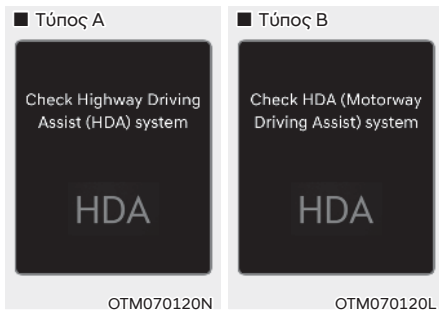 ■ Τύπος A
Check Highway Driving
Assist (HDA) system
HDA
OTM070120N
■ Τύπος B
Check HDA (Motorway
Driving Assist) system
HDA
OTM070120L